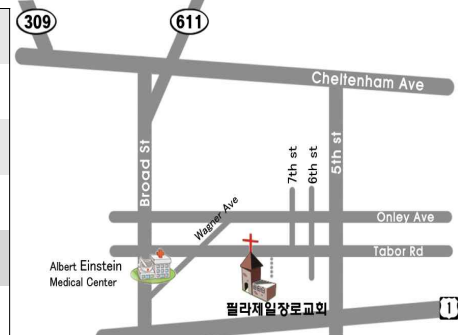 309
611
Cheltenham Ave
Broad St
7th st
6th st
5th st
Wagner Ave
Onley Ave
Tabor Rd
Albert Einstein
Medical Center
필라제일장로교회
1